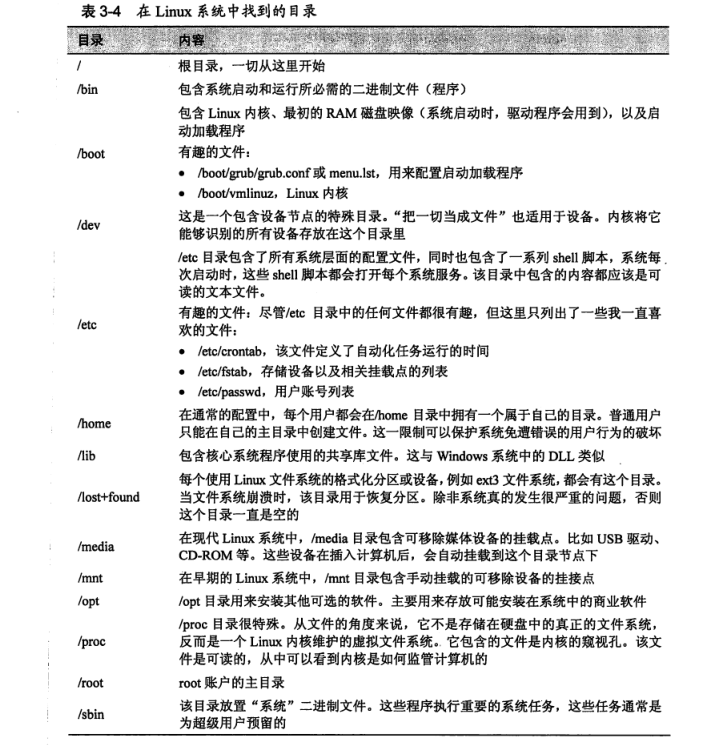 表 3-4 在 Linux 系统中找到的目录
目录 内容
/ 根目录，一切从这里开始
/bin 包含系统启动和运行所必需的二进制文件（程序）
包含 Linux 内核、最初的 RAM 磁盘映像（系统启动时，驱动程序会用到），以及启
动加载程序
/boot 有趣的文件：
• /boot/grub/grub.conf 或 menu.lst，用来配置启动加载程序
• /boot/vmlinuz，Linux 内核
/dev 这是一个包含设备节点的特殊目录。“把一切当成文件”也适用于设备。内核将它
能够识别的所有设备存放在这个目录里
/etc 目录包含了所有系统层面的配置文件，同时也包含了一系列 shell 脚本，系统每
次启动时，这些 shell 脚本都会打开每个系统服务。该目录中包含的内容都应该是可
读的文本文件。
/etc 有趣的文件：尽管/etc 目录中的任何文件都很有趣，但这里只列出了一些我一直喜
欢的文件：
• /etc/crontab，该文件定义了自动化任务运行的时间
• /etc/fstab，存储设备以及相关挂载点的列表
• /etc/passwd，用户账号列表
/home 在通常的配置中，每个用户都会在/home 目录中拥有一个属于自己的目录。普通用户
只能在自己的主目录中创建文件。这一限制可以保护系统免遭错误的用户行为的破坏
/lib 包含核心系统程序使用的共享库文件。这与 Windows 系统中的 DLL 类似
每个使用 Linux 文件系统的格式化分区或设备，例如 ext3 文件系统，都会有这个目录。
/lost+found 当文件系统崩溃时，该目录用于恢复分区。除非系统真的发生很严重的问题，否则
这个目录一直是空的
/media 在现代 Linux 系统中，/media 目录包含可移除媒体设备的挂载点。比如 USB 驱动、
CD-ROM 等。这些设备在插入计算机后，会自动挂载到这个目录节点下
/mnt 在早期的 Linux 系统中，/mnt 目录包含手动挂载的可移除设备的挂接点
/opt /opt 目录用来安装其他可选的软件。主要用来存放可能安装在系统中的商业软件
/proc 目录很特殊。从文件的角度来说，它不是存储在硬盘中的真正的文件系统，
/proc 反而是一个 Linux 内核维护的虚拟文件系统。它包含的文件是内核的窥视孔。该文
件是可读的，从中可以看到内核是如何监管计算机的
/root root 账户的主目录
/sbin 该目录放置“系统”二进制文件。这些程序执行重要的系统任务，这些任务通常是
为超级用户预留的